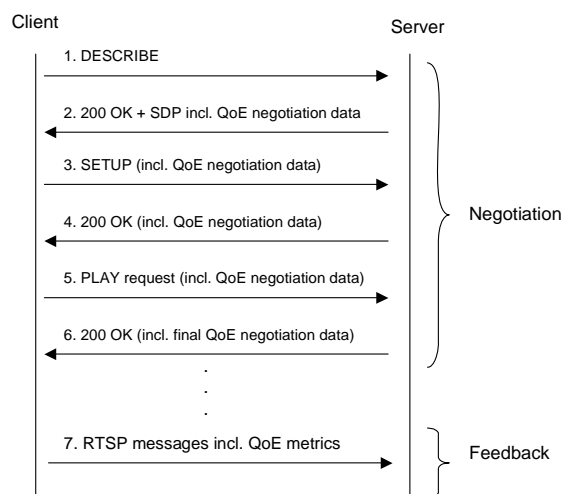 Client
Server
1. DESCRIBE
2. 200 OK + SDP incl. QoE negotiation data
3. SETUP (incl. QoE negotiation data)
4. 200 OK (incl. QoE negotiation data)
Negotiation
5. PLAY request (incl. QoE negotiation data)
6. 200 OK (incl. final QoE negotiation data)
.
.
.
7. RTSP messages incl. QoE metrics
Feedback